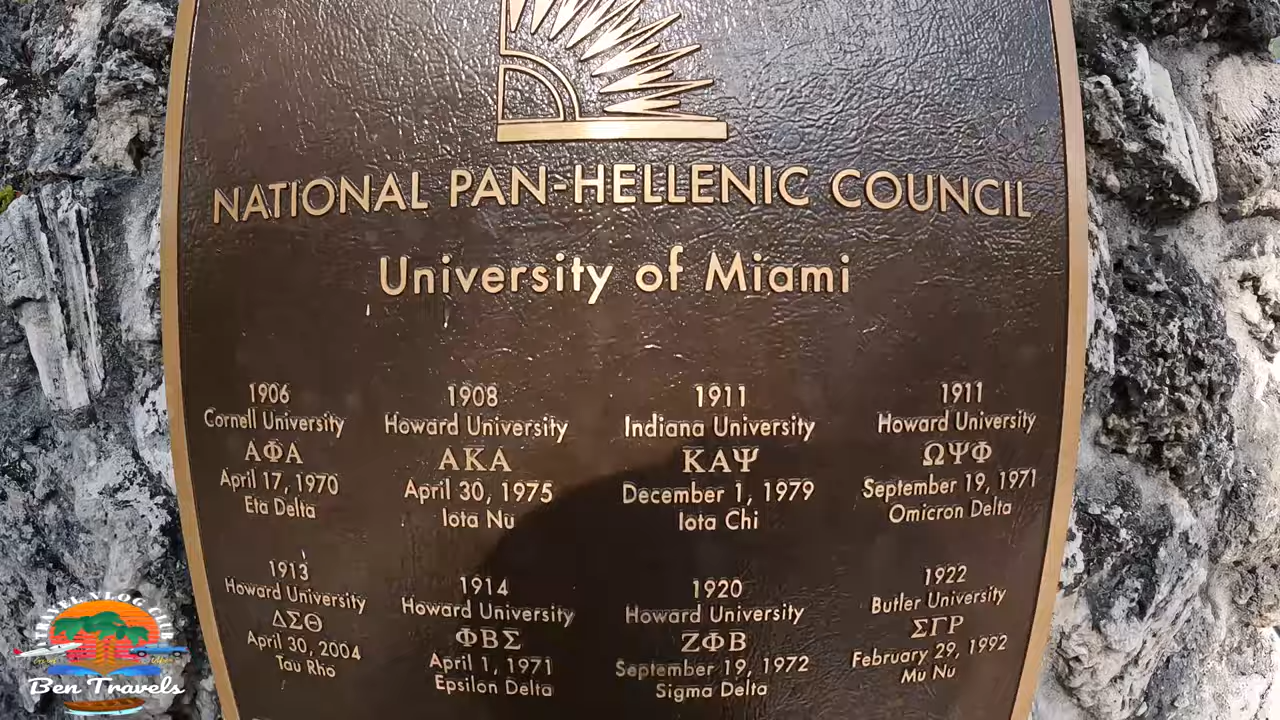 NATIONAL PAN-HELLENIC COUNCIL
University of Miami
1906
Cornell University
ΑΦΑ
April 17, 1970
Eta Delta
1908
Howard University
ΑΚΑ
April 30, 1975
Iota Nu
1911
Indiana University
ΚΑΨ
December 1, 1979
Iota Chi
1911
Howard University
ΩΨΦ
September 19, 1971
Omicron Delta
1913
Howard University
ΔΣΘ
April 30, 2004
Tau Rho
1914
Howard University
ΦΒΣ
April 1, 1971
Epsilon Delta
1920
Howard University
ΖΦΒ
September 19, 1972
Sigma Delta
1922
Butler University
ΣΓΡ
February 29, 1992
Mu Nu
TRAVEL VLOG CLUB
Ben Travels